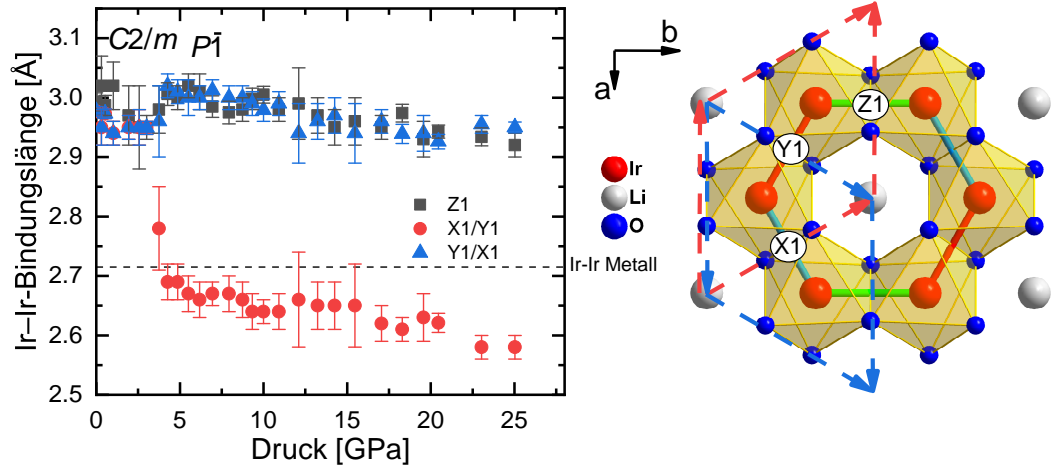 C2/m P1̄
Ir–Ir-Bindungslänge [Å]
3.1
3.0
2.9
2.8
2.7
2.6
2.5
Z1
X1/Y1
Y1/X1
0
5
10
15
20
25
Druck [GPa]
Ir-Ir Metall
b
a
Z1
Y1
X1
Ir
Li
O